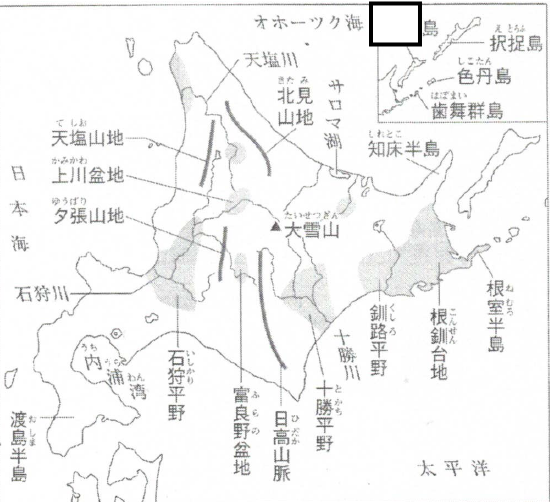 オホーツク海
島
えとろふ
択捉島
しこたん
色丹島
はぼまい
歯舞群島
天塩川
きたみ
北見
山地
サロマ湖
しれとこ
知床半島
てしお
天塩山地
かみかわ
上川盆地
ゆうばり
夕張山地
日本海
たいせつざん
大雪山
石狩川
うち
内浦湾
わん
おしま
渡島半島
いしかり
石狩平野
ふらの
富良野盆地
ひだか
日高山脈
とかち
十勝平野
十勝川
くしろ
釧路平野
こんせん
根釧台地
ねむろ
根室半島
太平洋